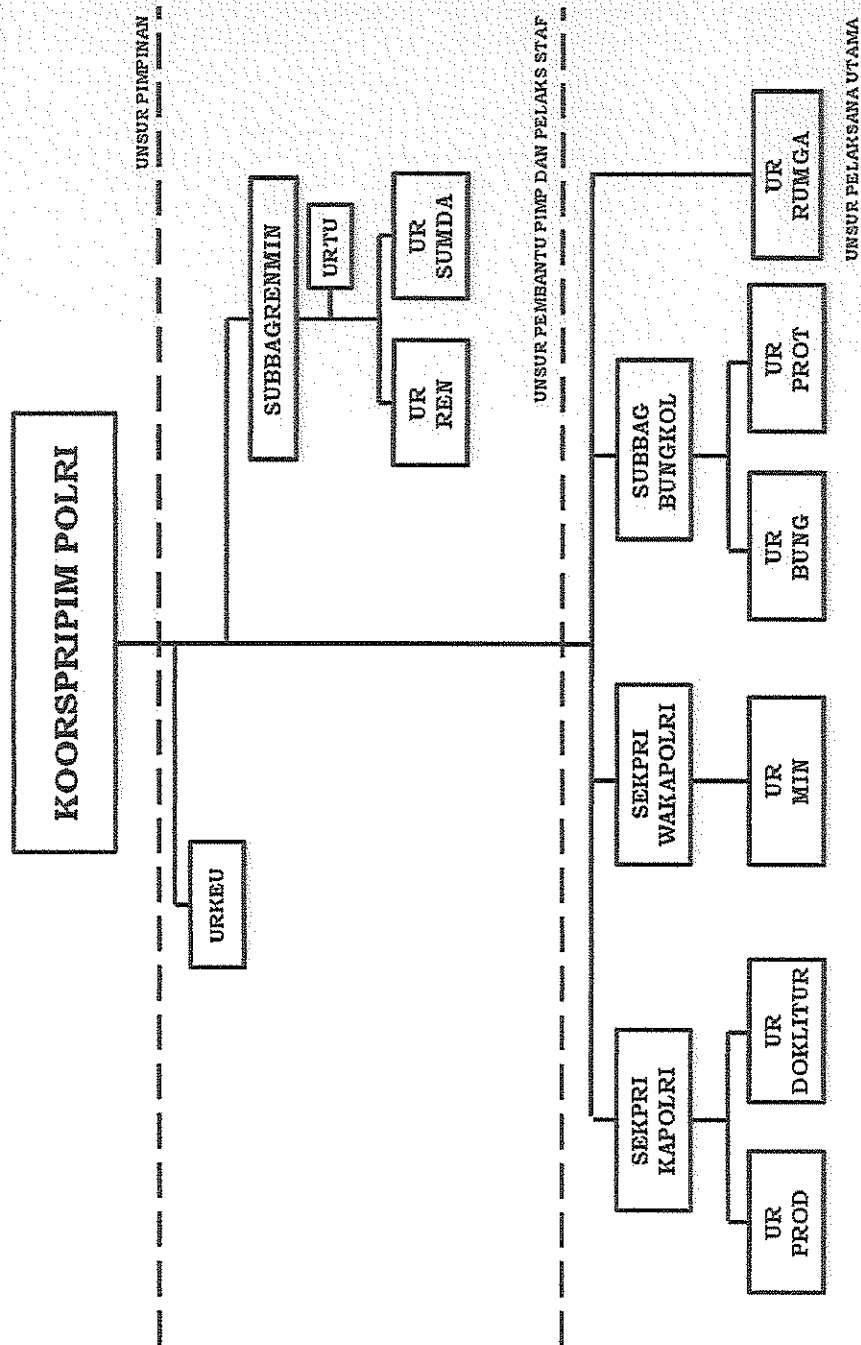 KOORSPRIPIM POLRI
UNSUR PIMPINAN
URKEU
SUBBAGRENMIN
URTU
UR
REN
UR
SUMDA
UNSUR PEMBANTU PIMP DAN PELAKS STAF
SEKPRI
KAPOLRI
SEKPRI
WAKAPOLRI
SUBBAG
BUNGKOL
UR
PROD
UR
DOKLITUR
UR
MIN
UR
BUNG
UR
PROT
UR
RUMGA
UNSUR PELAKSANA UTAMA